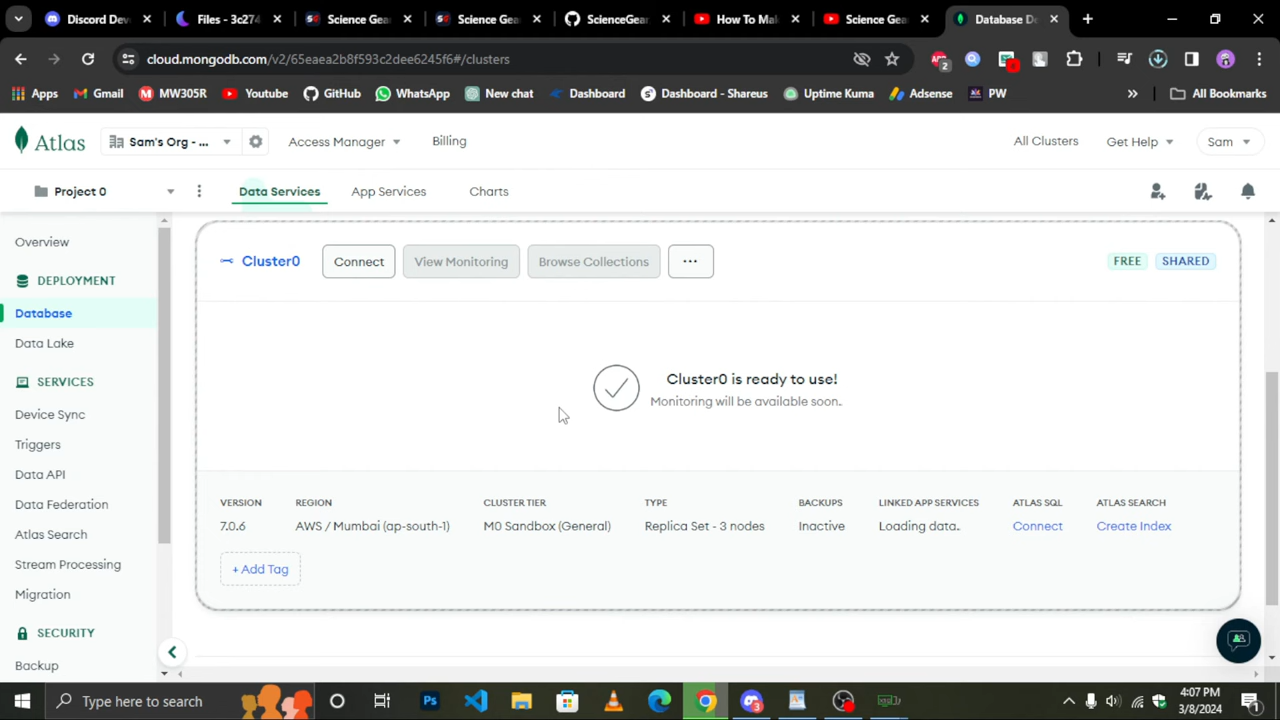 Discord Dev
Files - 3c274
Science Gea
Science Gea
ScienceGear
How To Mak
Science Gea
Database De
cloud.mongodb.com/v2/65eaea2b8f593c2dee6245f6#/clusters
2
Apps
Gmail
MW305R
Youtube
GitHub
WhatsApp
New chat
Dashboard
Dashboard - Shareus
Uptime Kuma
Adsense
PW
All Bookmarks
Atlas
Sam's Org - ...
Access Manager
Billing
All Clusters
Get Help
Sam
Project 0
Data Services
App Services
Charts
Overview
DEPLOYMENT
Database
Data Lake
SERVICES
Device Sync
Triggers
Data API
Data Federation
Atlas Search
Stream Processing
Migration
SECURITY
Backup
Cluster0
Connect
View Monitoring
Browse Collections
...
FREE
SHARED
Cluster0 is ready to use!
Monitoring will be available soon..
VERSION
7.0.6
REGION
AWS / Mumbai (ap-south-1)
CLUSTER TIER
M0 Sandbox (General)
TYPE
Replica Set - 3 nodes
BACKUPS
Inactive
LINKED APP SERVICES
Loading data..
ATLAS SQL
Connect
ATLAS SEARCH
Create Index
+ Add Tag
Type here to search
Ps
4:07 PM
3/8/2024